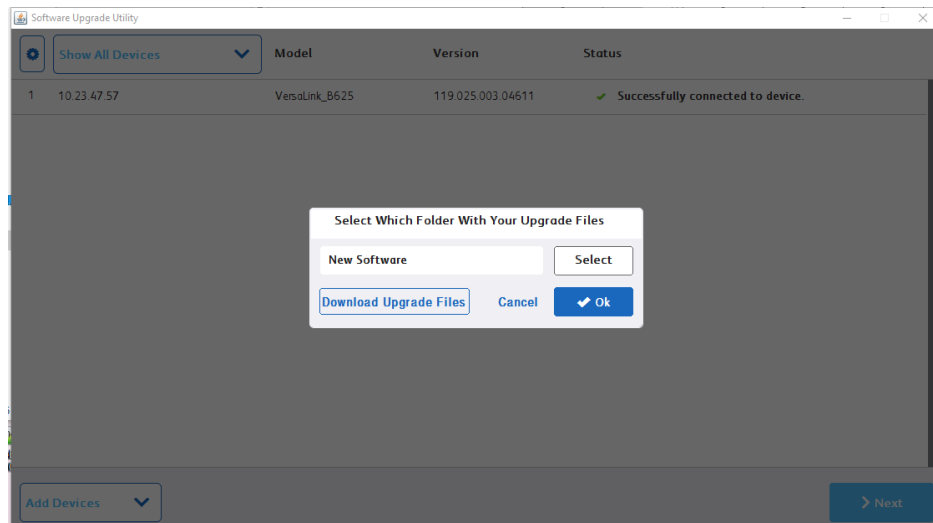 Software Upgrade Utility
Show All Devices Model Version Status
1 10.23.47.57 VersaLink_B625 119.025.003.04611 Successfully connected to device.
Select Which Folder With Your Upgrade Files
New Software Select
Download Upgrade Files Cancel Ok
Add Devices Next